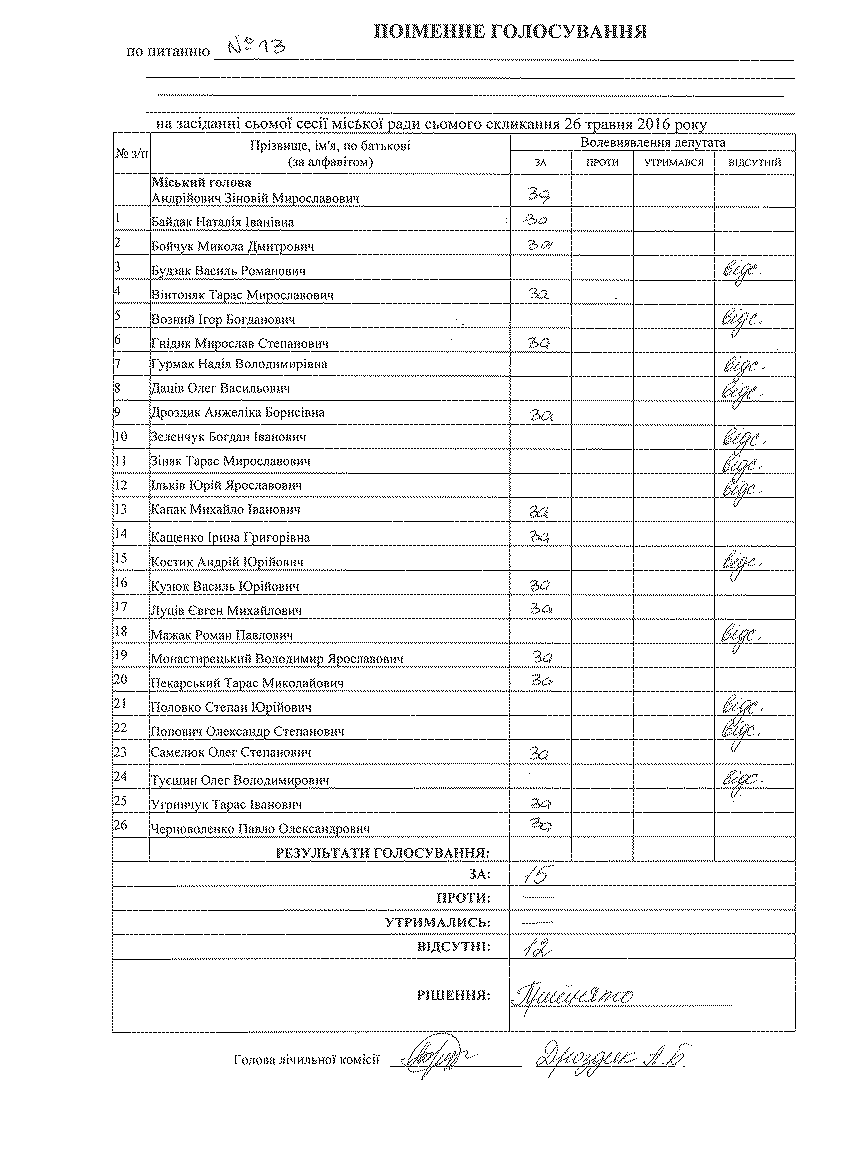 ПОІМЕННЕ ГОЛОСУВАННЯ
по питанню № 13
на засіданні сьомої сесії міської ради сьомого скликання 26 травня 2016 року
№ з/п Прізвище, ім'я, по батькові (за алфавітом) Волевиявлення депутата
ЗА ПРОТИ УТРИМАВСЯ ВІДСУТНІЙ
Міський голова
Андрійович Зіновій Мирославович за
1 Байдак Наталія Іванівна за
2 Бойчук Микола Дмитрович за
3 Будзак Василь Романович відс.
4 Вінтоняк Тарас Мирославович за
5 Возний Ігор Богданович відс.
6 Гнідик Мирослав Степанович за
7 Гурмак Надія Володимирівна відс.
8 Даців Олег Васильович відс.
9 Дроздик Анжеліка Борисівна за
10 Зеленчук Богдан Іванович відс.
11 Зіняк Тарас Мирославович відс.
12 Ільків Юрій Ярославович відс.
13 Капак Михайло Іванович за
14 Кащенко Ірина Григорівна за
15 Костик Андрій Юрійович відс.
16 Кузюк Василь Юрійович за
17 Луців Євген Михайлович за
18 Мажак Роман Павлович відс.
19 Монастирецький Володимир Ярославович за
20 Пекарський Тарас Миколайович за
21 Половко Степан Юрійович відс.
22 Попович Олександр Степанович відс.
23 Самелюк Олег Степанович за
24 Туєшин Олег Володимирович відс.
25 Угринчук Тарас Іванович за
26 Черноволенко Павло Олександрович за
РЕЗУЛЬТАТИ ГОЛОСУВАННЯ:
ЗА: 15
ПРОТИ: —
УТРИМАЛИСЬ: —
ВІДСУТНІ: 12
РІШЕННЯ: Прийнято
Голова лічильної комісії Дроздик А.Б.